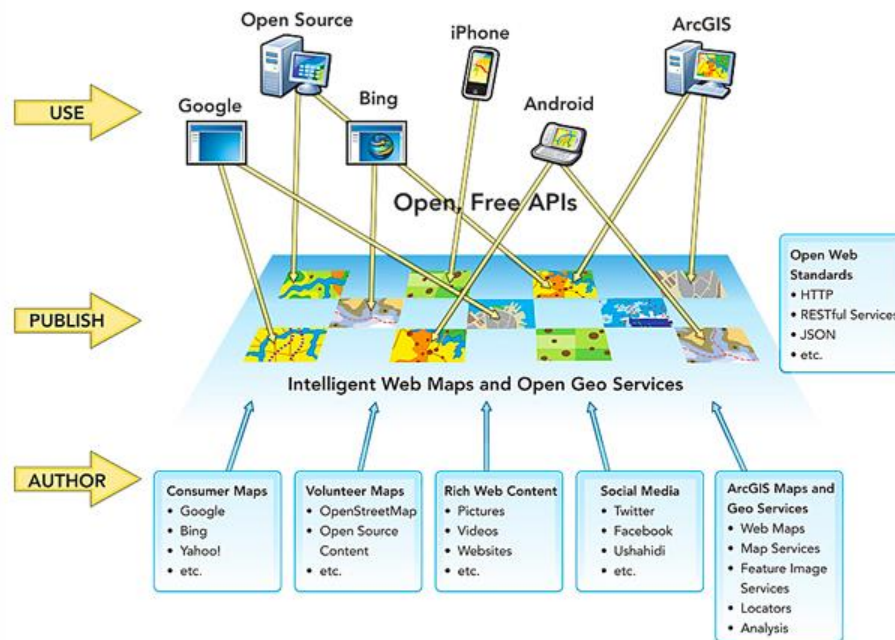 Open Source
iPhone
ArcGIS
USE
Google
Bing
Android
Open, Free APIs
PUBLISH
Open Web
Standards
• HTTP
• RESTful Services
• JSON
• etc.
Intelligent Web Maps and Open Geo Services
AUTHOR
Consumer Maps
• Google
• Bing
• Yahoo!
• etc.
Volunteer Maps
• OpenStreetMap
• Open Source
Content
• etc.
Rich Web Content
• Pictures
• Videos
• Websites
• etc.
Social Media
• Twitter
• Facebook
• Ushahidi
• etc.
ArcGIS Maps and
Geo Services
• Web Maps
• Map Services
• Feature Image
Services
• Locators
• Analysis